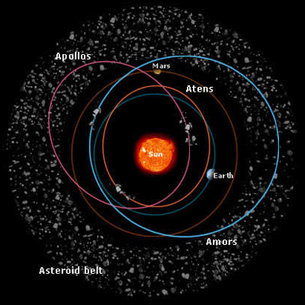 Apollos
Mars
Atens
Sun
Earth
Amors
Asteroid belt